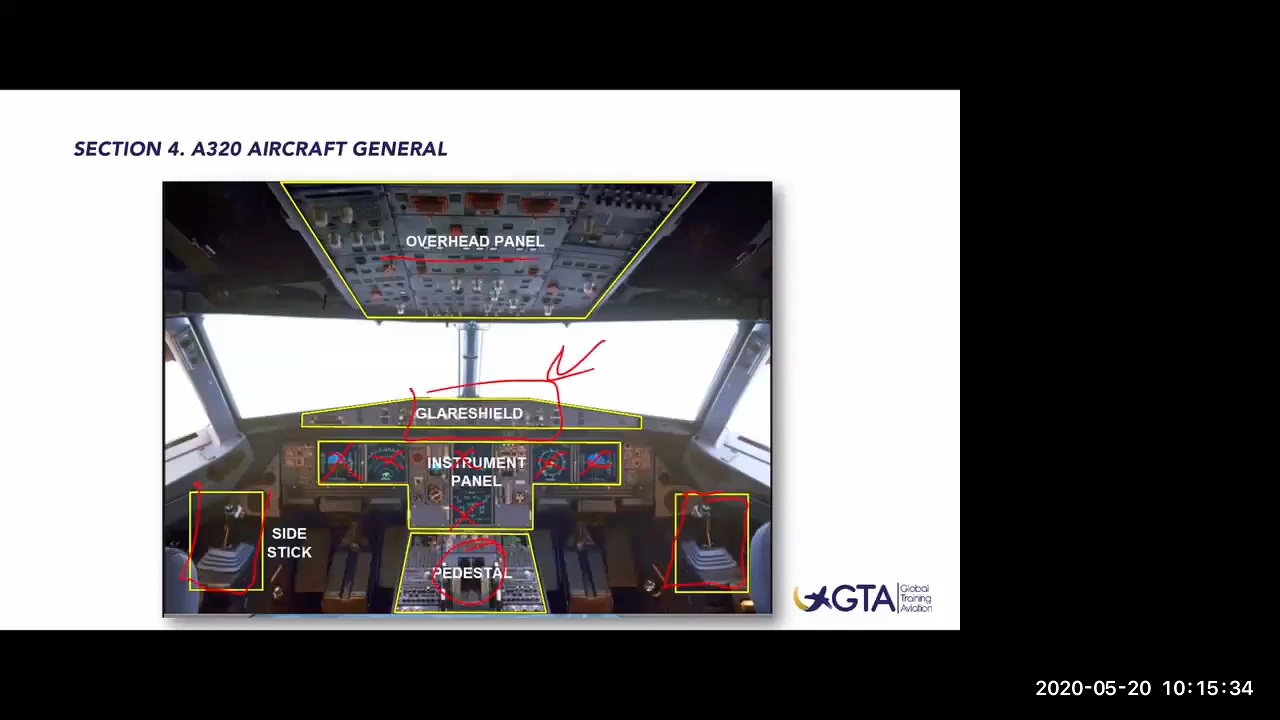 SECTION 4. A320 AIRCRAFT GENERAL
OVERHEAD PANEL
GLARESHIELD
INSTRUMENT
PANEL
SIDE
STICK
PEDESTAL
GTA
Global
Training
Aviation
2020-05-20 10:15:34